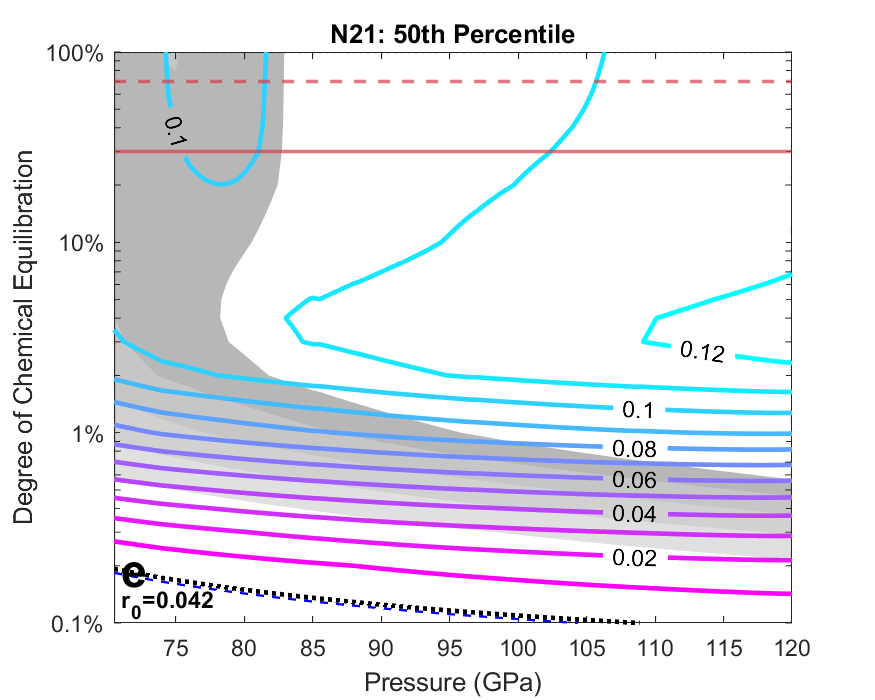 N21: 50th Percentile
100%
10%
1%
0.1%
Degree of Chemical Equilibration
0.1
0.12
0.1
0.08
0.06
0.04
0.02
e
r0=0.042
75 80 85 90 95 100 105 110 115 120
Pressure (GPa)